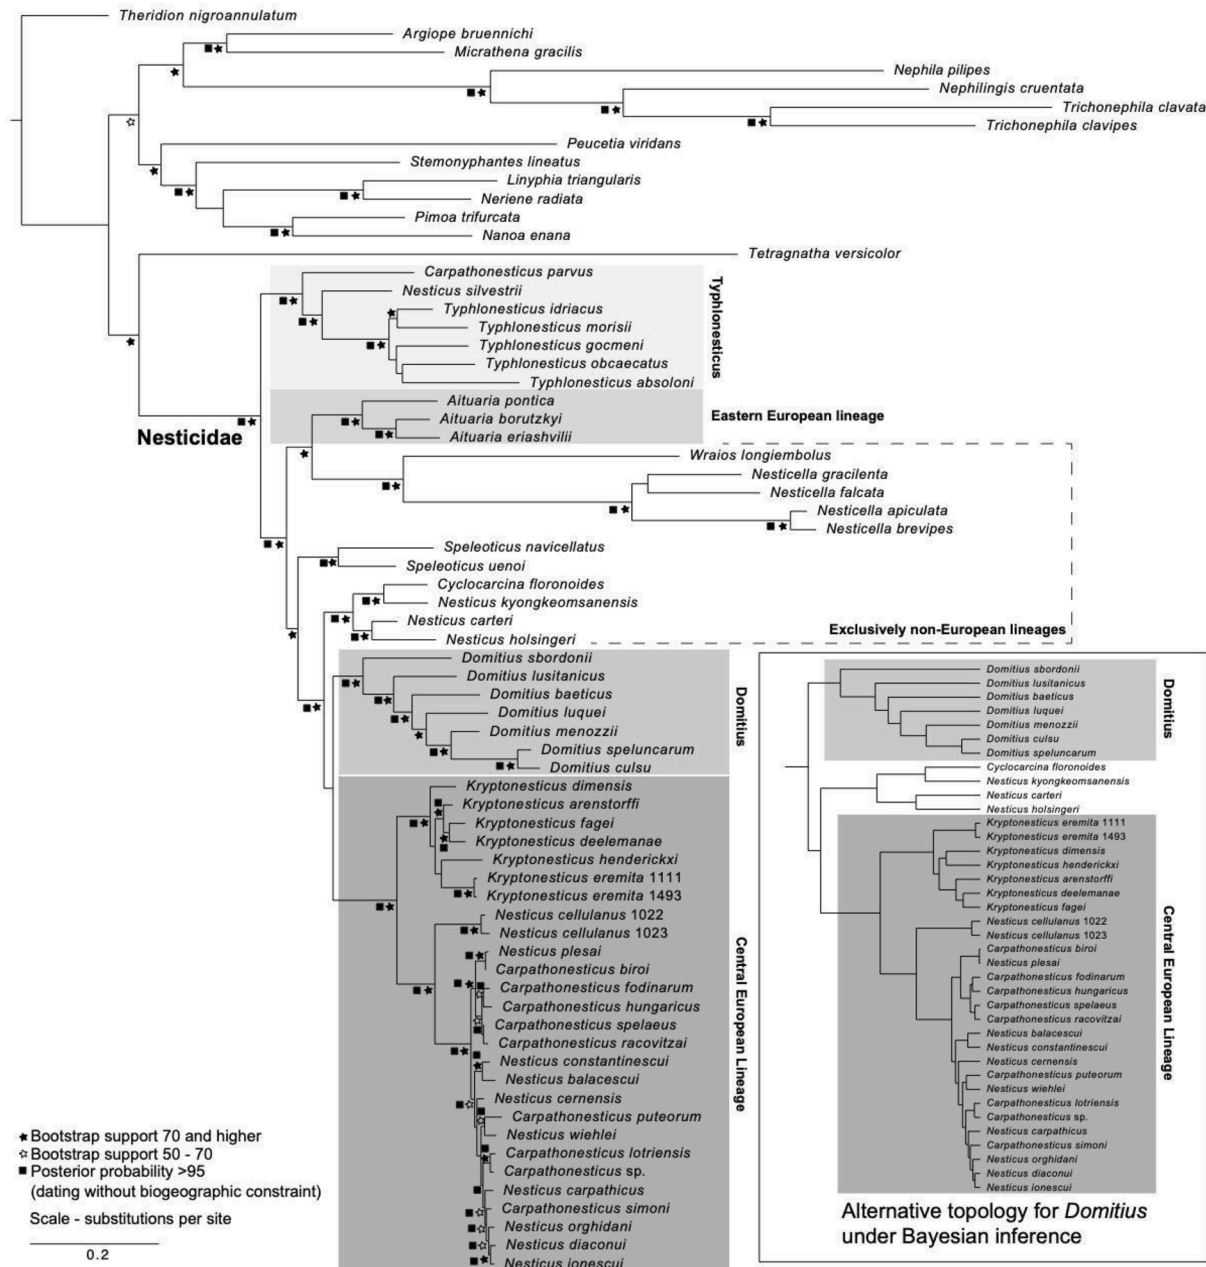 Theridion nigroannulatum
Argiope bruennichi
Micrathena gracilis
Nephila pilipes
Nephilingis cruentata
Trichonephila clavata
Trichonephila clavipes
Peucetia viridans
Stemonyphantes lineatus
Linyphia triangularis
Neriene radiata
Pimoa trifurcata
Nanoa enana
Tetragnatha versicolor
Carpathonesticus parvus
Nesticus silvestrii
Typhlonesticus idriacus
Typhlonesticus morisii
Typhlonesticus gocmeni
Typhlonesticus obcaecatus
Typhlonesticus absoloni
Typhlonesticus
Aituaria pontica
Aituaria borutzkyi
Aituaria eriashvilii
Eastern European lineage
Nesticidae
Wraios longiembolus
Nesticella gracilenta
Nesticella falcata
Nesticella apiculata
Nesticella brevipes
Speleoticus navicellatus
Speleoticus uenoi
Cyclocarcina floronoides
Nesticus kyongkeomsanensis
Nesticus carteri
Nesticus holsingeri
Exclusively non-European lineages
Domitius sbordonii
Domitius lusitanicus
Domitius baeticus
Domitius luquei
Domitius menozzii
Domitius speluncarum
Domitius culsu
Domitius
Kryptonesticus dimensis
Kryptonesticus arenstorffi
Kryptonesticus fagei
Kryptonesticus deelemanae
Kryptonesticus henderickxi
Kryptonesticus eremita 1111
Kryptonesticus eremita 1493
Nesticus cellulanus 1022
Nesticus cellulanus 1023
Nesticus plesai
Carpathonesticus biroi
Carpathonesticus fodinarum
Carpathonesticus hungaricus
Carpathonesticus spelaeus
Carpathonesticus racovitzai
Nesticus constantinescui
Nesticus balacescui
Nesticus cernensis
Carpathonesticus puteorum
Nesticus wiehlei
Carpathonesticus lotriensis
Carpathonesticus sp.
Nesticus carpathicus
Carpathonesticus simoni
Nesticus orghidani
Nesticus diaconui
Nesticus ionescui
Central European Lineage
Bootstrap support 70 and higher
Bootstrap support 50 - 70
Posterior probability >95
(dating without biogeographic constraint)
Scale - substitutions per site
0.2
Domitius sbordonii
Domitius lusitanicus
Domitius baeticus
Domitius luquei
Domitius menozzii
Domitius culsu
Domitius speluncarum
Domitius
Cyclocarcina floronoides
Nesticus kyongkeomsanensis
Nesticus carteri
Nesticus holsingeri
Kryptonesticus eremita 1111
Kryptonesticus eremita 1493
Kryptonesticus dimensis
Kryptonesticus henderickxi
Kryptonesticus arenstorffi
Kryptonesticus deelemanae
Kryptonesticus fagei
Nesticus cellulanus 1022
Nesticus cellulanus 1023
Carpathonesticus biroi
Nesticus plesai
Carpathonesticus fodinarum
Carpathonesticus hungaricus
Carpathonesticus spelaeus
Carpathonesticus racovitzai
Nesticus balacescui
Nesticus constantinescui
Nesticus cernensis
Carpathonesticus puteorum
Nesticus wiehlei
Carpathonesticus lotriensis
Carpathonesticus sp.
Nesticus carpathicus
Carpathonesticus simoni
Nesticus orghidani
Nesticus diaconui
Nesticus ionescui
Central European Lineage
Alternative topology for Domitius
under Bayesian inference